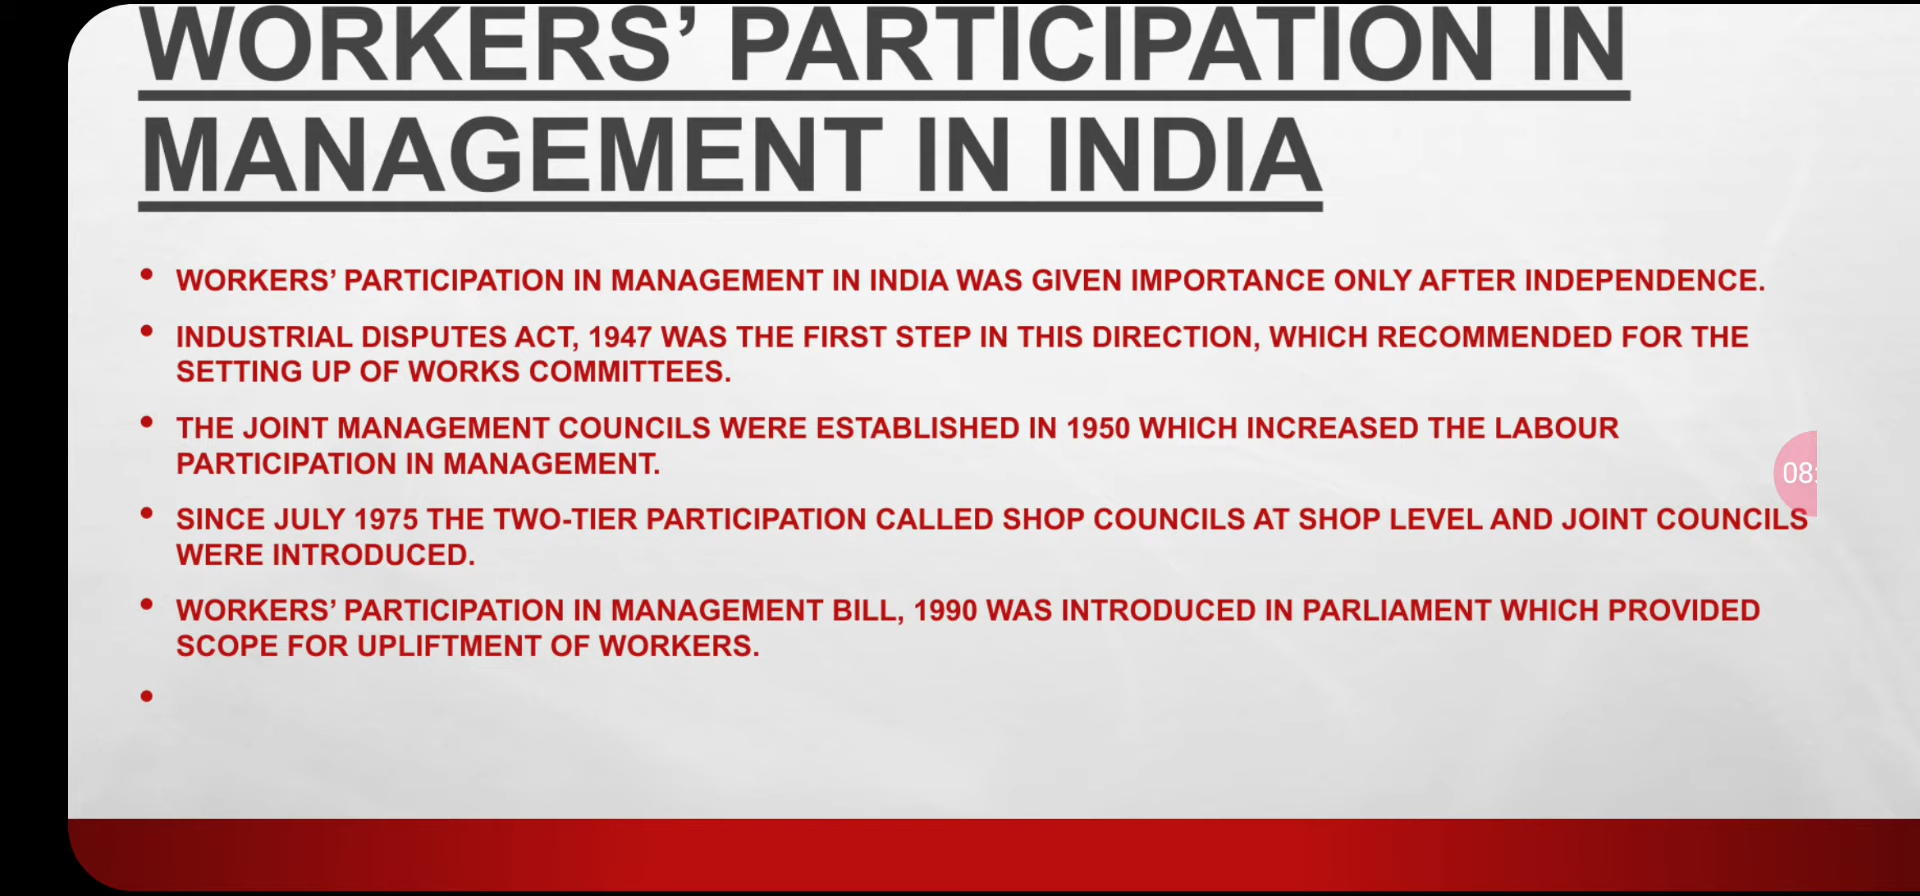 WORKERS’ PARTICIPATION IN
MANAGEMENT IN INDIA
• WORKERS’ PARTICIPATION IN MANAGEMENT IN INDIA WAS GIVEN IMPORTANCE ONLY AFTER INDEPENDENCE.
• INDUSTRIAL DISPUTES ACT, 1947 WAS THE FIRST STEP IN THIS DIRECTION, WHICH RECOMMENDED FOR THE
SETTING UP OF WORKS COMMITTEES.
• THE JOINT MANAGEMENT COUNCILS WERE ESTABLISHED IN 1950 WHICH INCREASED THE LABOUR
PARTICIPATION IN MANAGEMENT.
08:
• SINCE JULY 1975 THE TWO-TIER PARTICIPATION CALLED SHOP COUNCILS AT SHOP LEVEL AND JOINT COUNCILS
WERE INTRODUCED.
• WORKERS’ PARTICIPATION IN MANAGEMENT BILL, 1990 WAS INTRODUCED IN PARLIAMENT WHICH PROVIDED
SCOPE FOR UPLIFTMENT OF WORKERS.
•